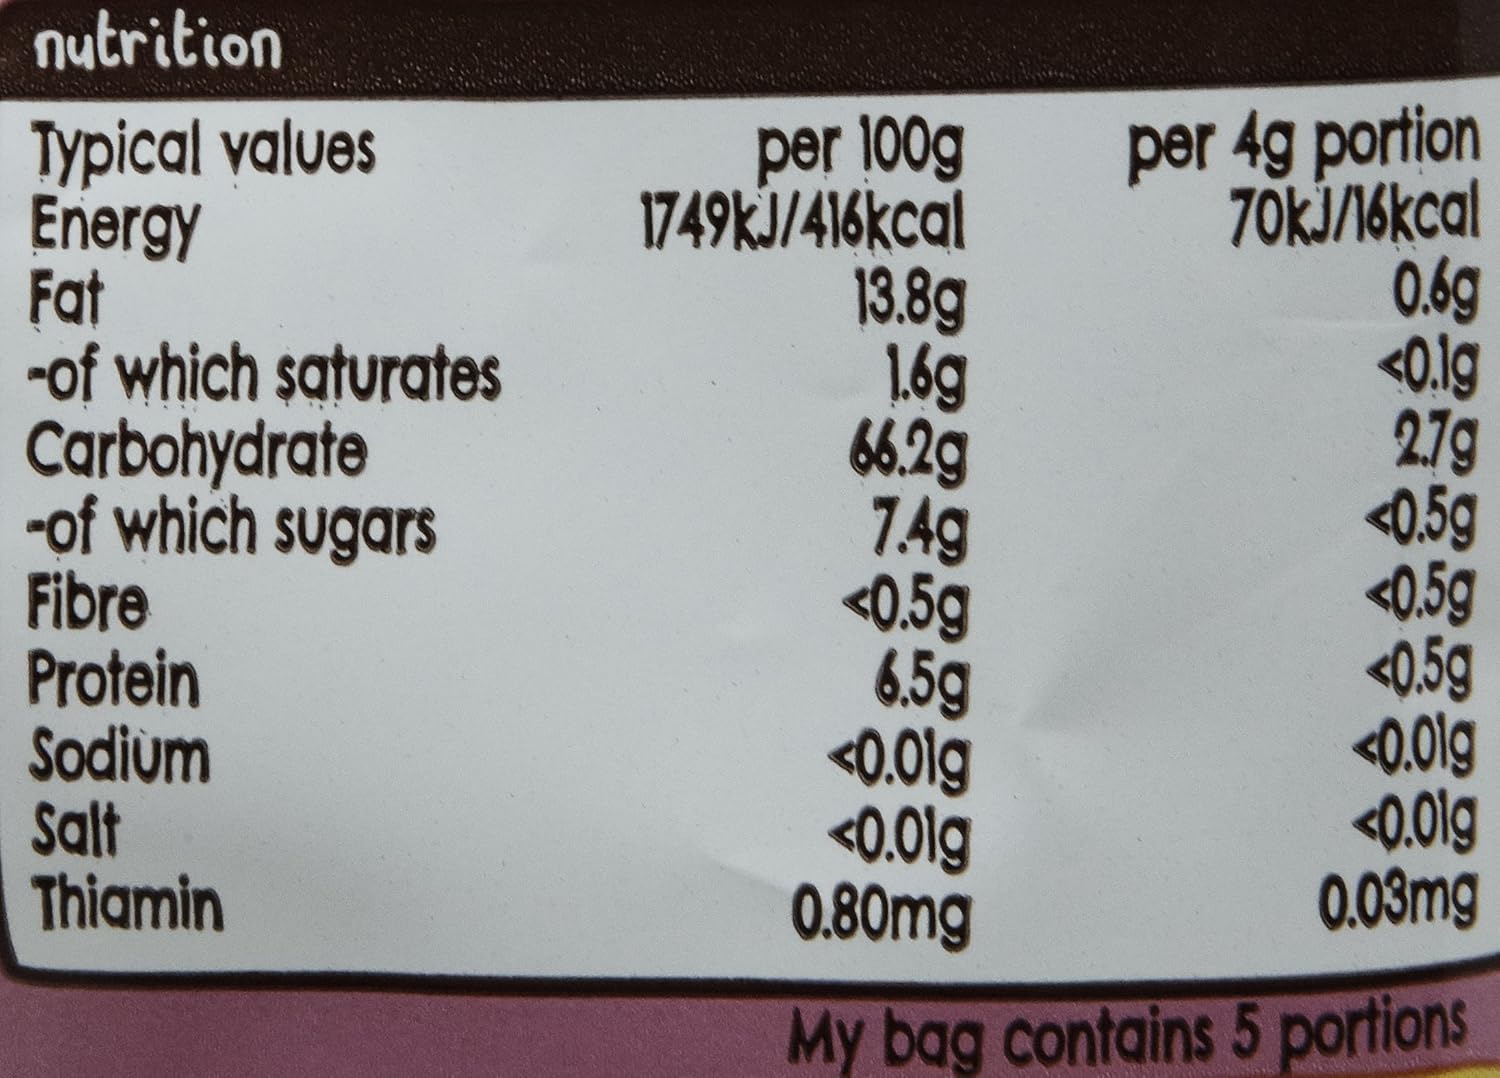 nutrition
Typical values per 100g per 4g portion
Energy 1749kJ/416kcal 70kJ/16kcal
Fat 13.8g 0.6g
-of which saturates 1.6g <0.1g
Carbohydrate 66.2g 2.7g
-of which sugars 7.4g <0.5g
Fibre <0.5g <0.5g
Protein 6.5g <0.5g
Sodium <0.01g <0.01g
Salt <0.01g <0.01g
Thiamin 0.80mg 0.03mg
My bag contains 5 portions